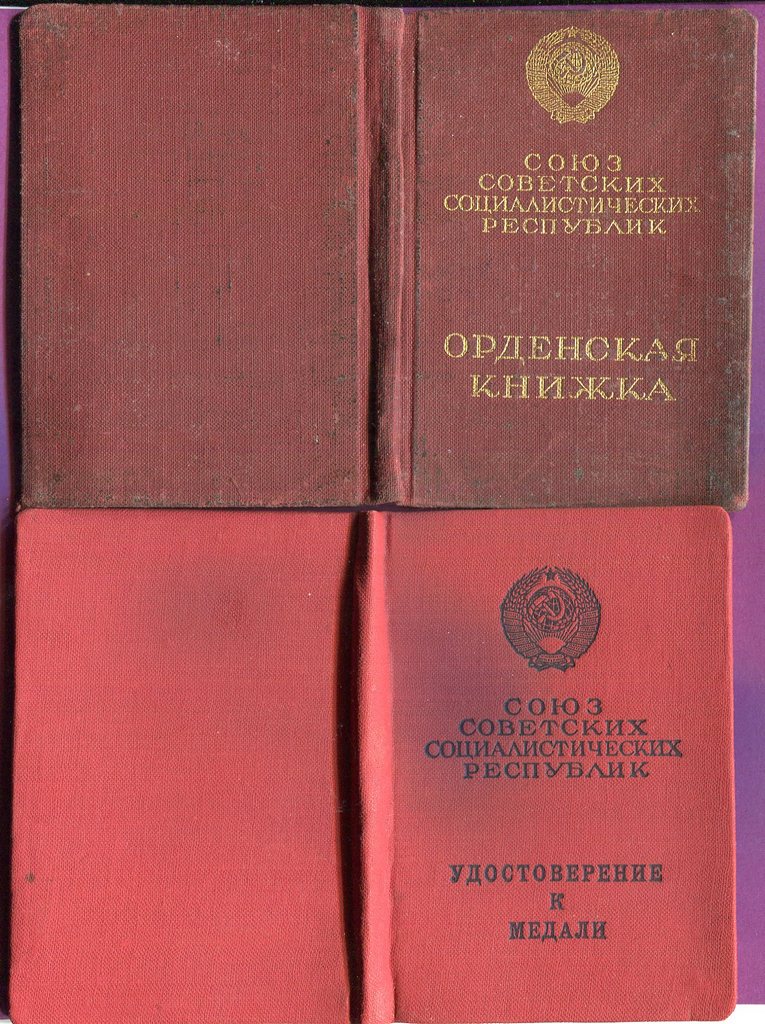 СОЮЗ
СОВЕТСКИХ
СОЦИАЛИСТИЧЕСКИХ
РЕСПУБЛИК
ОРДЕНСКАЯ
КНИЖКА
СОЮЗ
СОВЕТСКИХ
СОЦИАЛИСТИЧЕСКИХ
РЕСПУБЛИК
УДОСТОВЕРЕНИЕ
К
МЕДАЛИ